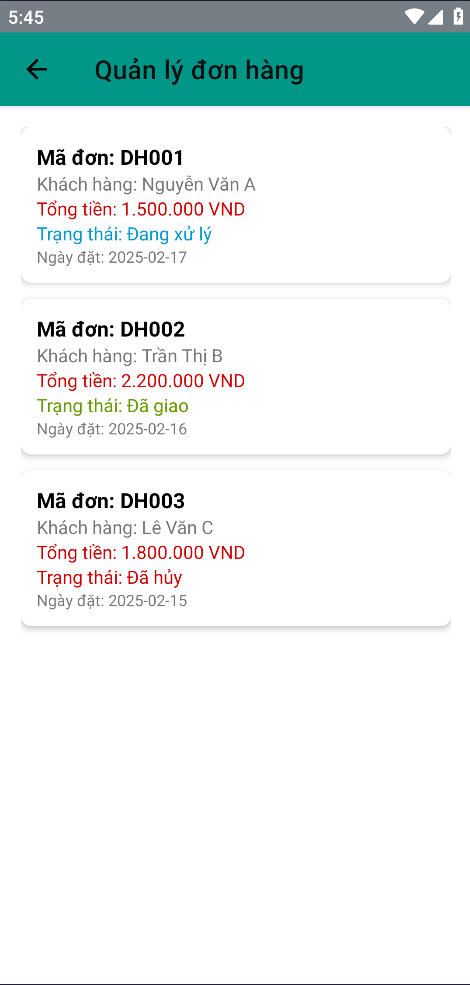 5:45
Quản lý đơn hàng
Mã đơn: DH001
Khách hàng: Nguyễn Văn A
Tổng tiền: 1.500.000 VND
Trạng thái: Đang xử lý
Ngày đặt: 2025-02-17
Mã đơn: DH002
Khách hàng: Trần Thị B
Tổng tiền: 2.200.000 VND
Trạng thái: Đã giao
Ngày đặt: 2025-02-16
Mã đơn: DH003
Khách hàng: Lê Văn C
Tổng tiền: 1.800.000 VND
Trạng thái: Đã hủy
Ngày đặt: 2025-02-15